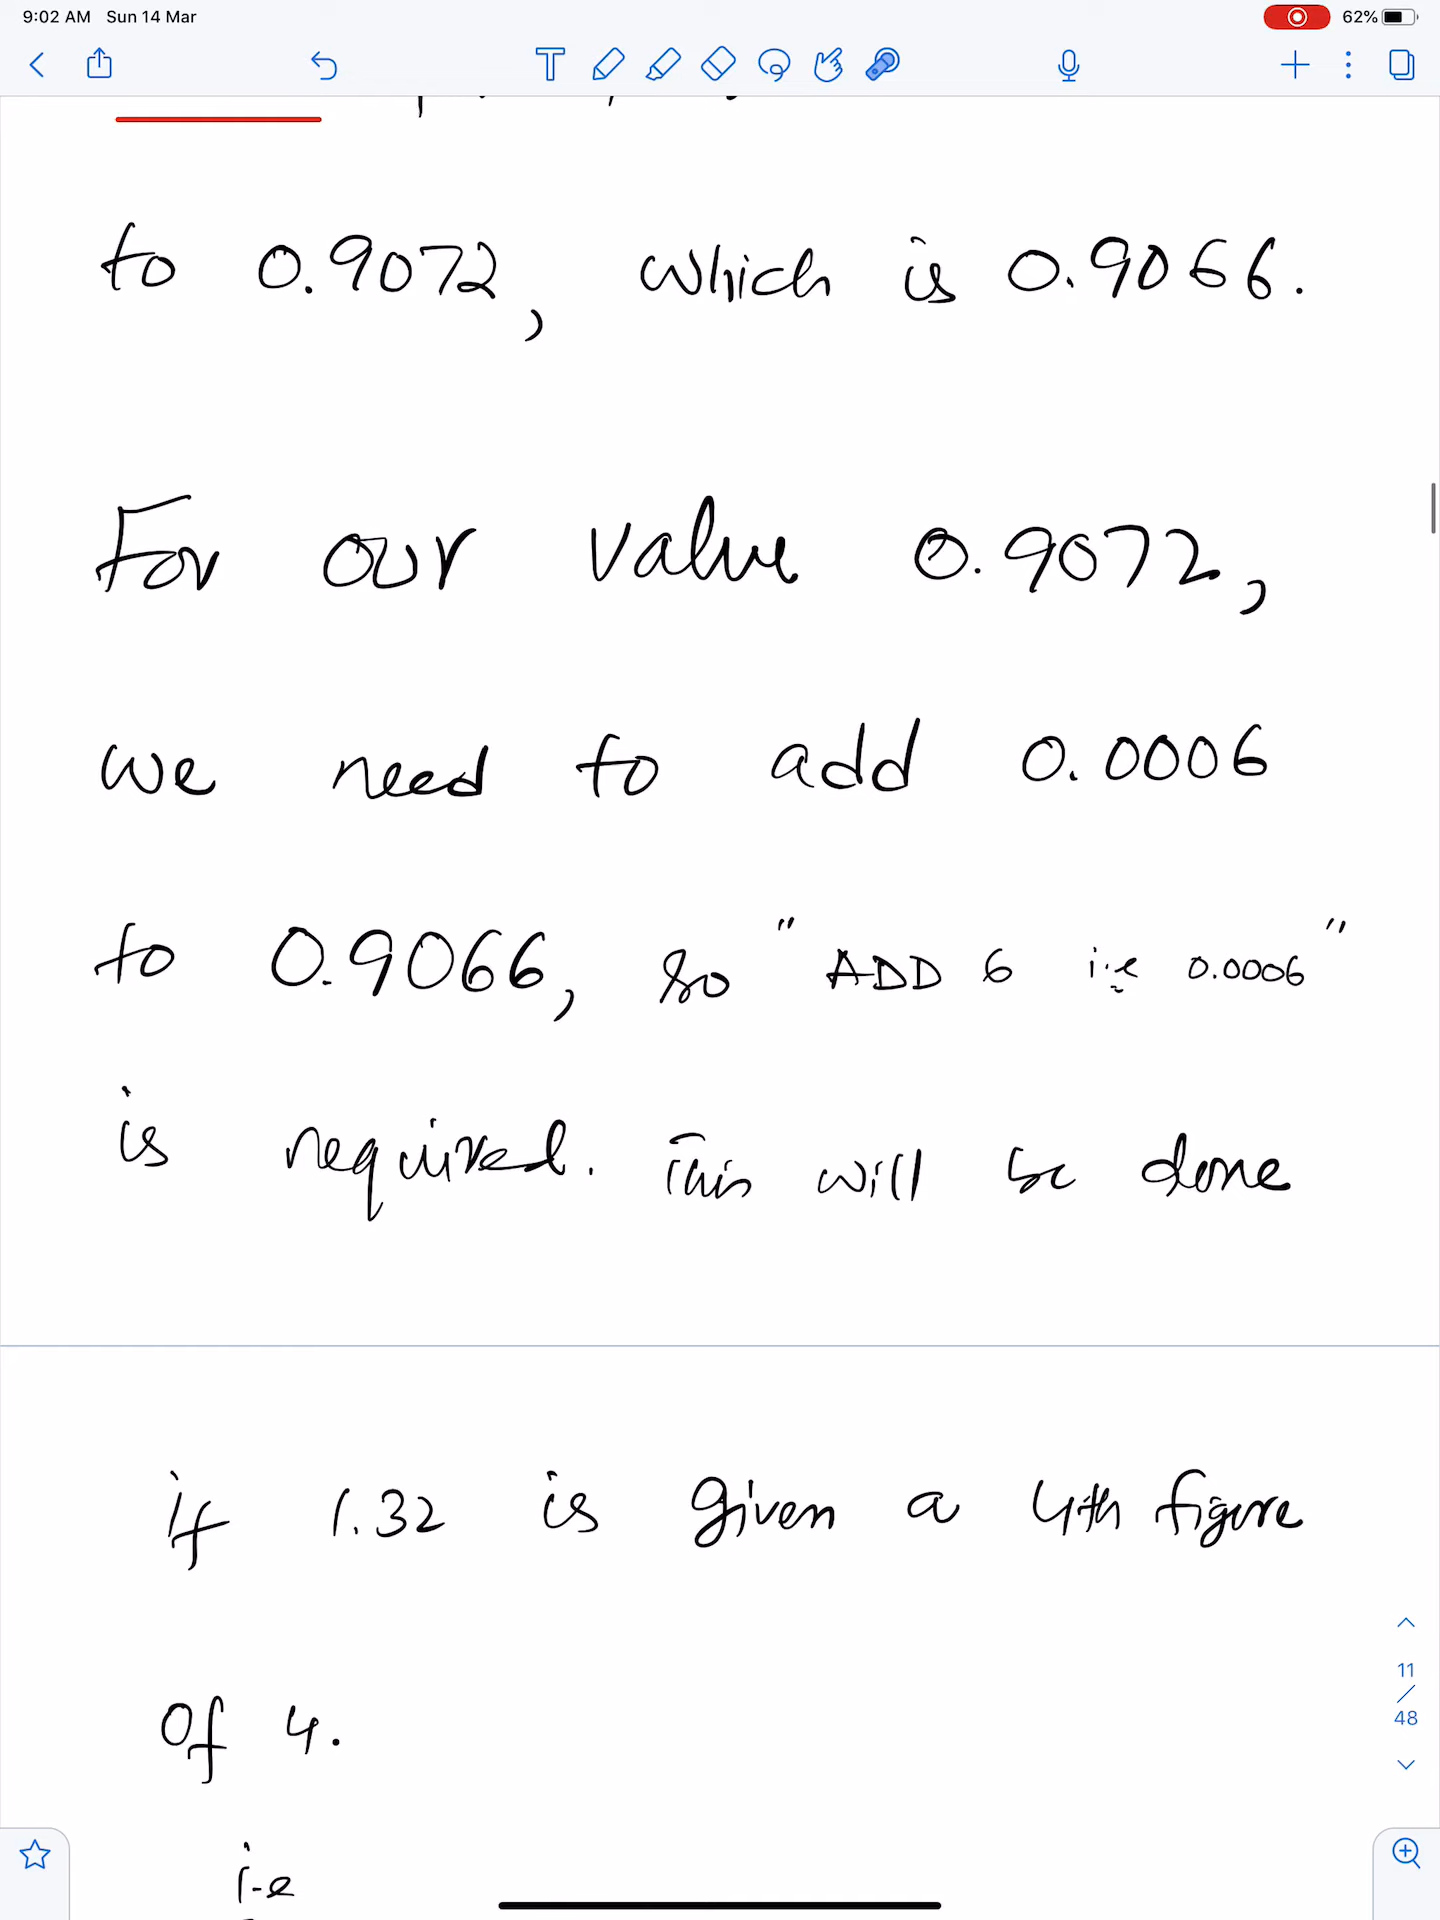 9:02 AM Sun 14 Mar
62%
to 0.9072, which is 0.9066.
For our value 0.9072,
we need to add 0.0006
to 0.9066, so "ADD 6 i.e 0.0006"
is required. This will be done
if 1.32 is given a 4th figure
of 4.
i-e
11
/
48